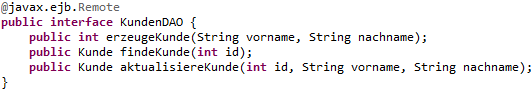 @javax.ejb.Remote
public interface KundenDAO {
    public int erzeugeKunde(String vorname, String nachname);
    public Kunde findeKunde(int id);
    public Kunde aktualisiereKunde(int id, String vorname, String nachname);
}